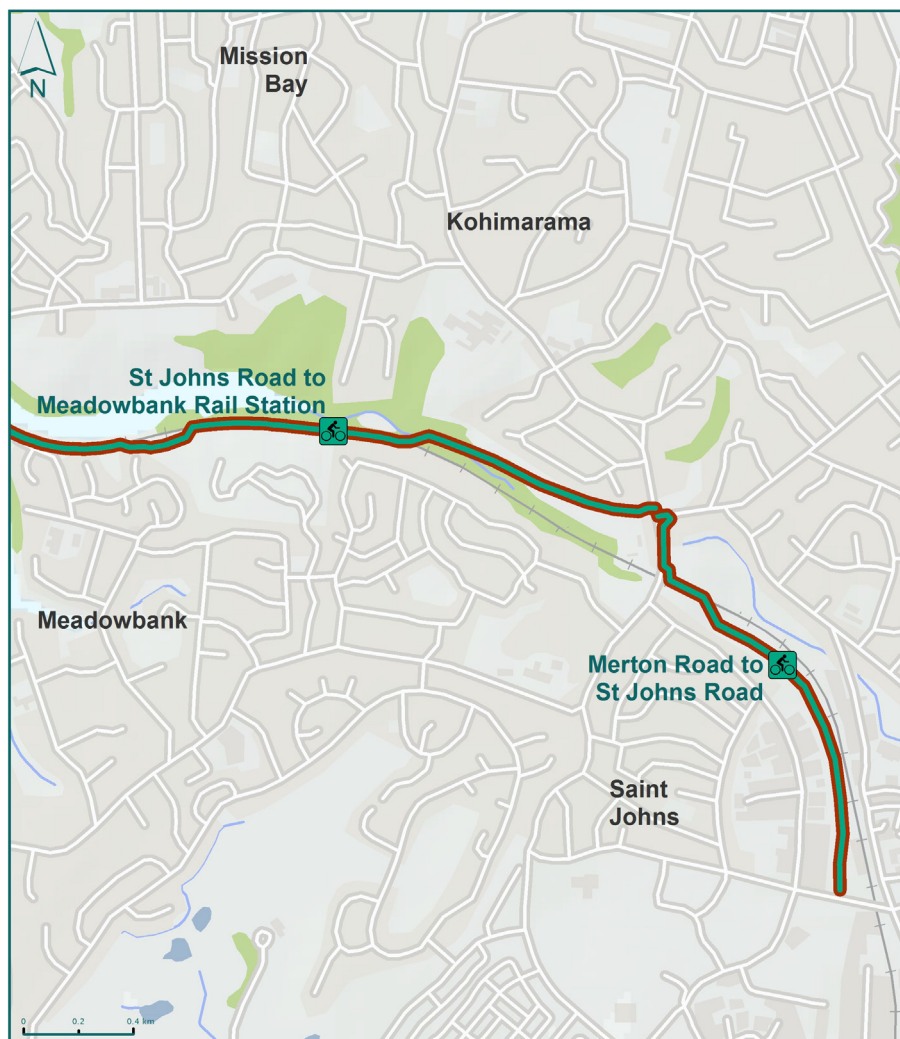 Mission
Bay
N
Kohimarama
St Johns Road to
Meadowbank Rail Station
Meadowbank
Merton Road to
St Johns Road
Saint
Johns
0 0.2 0.4 km